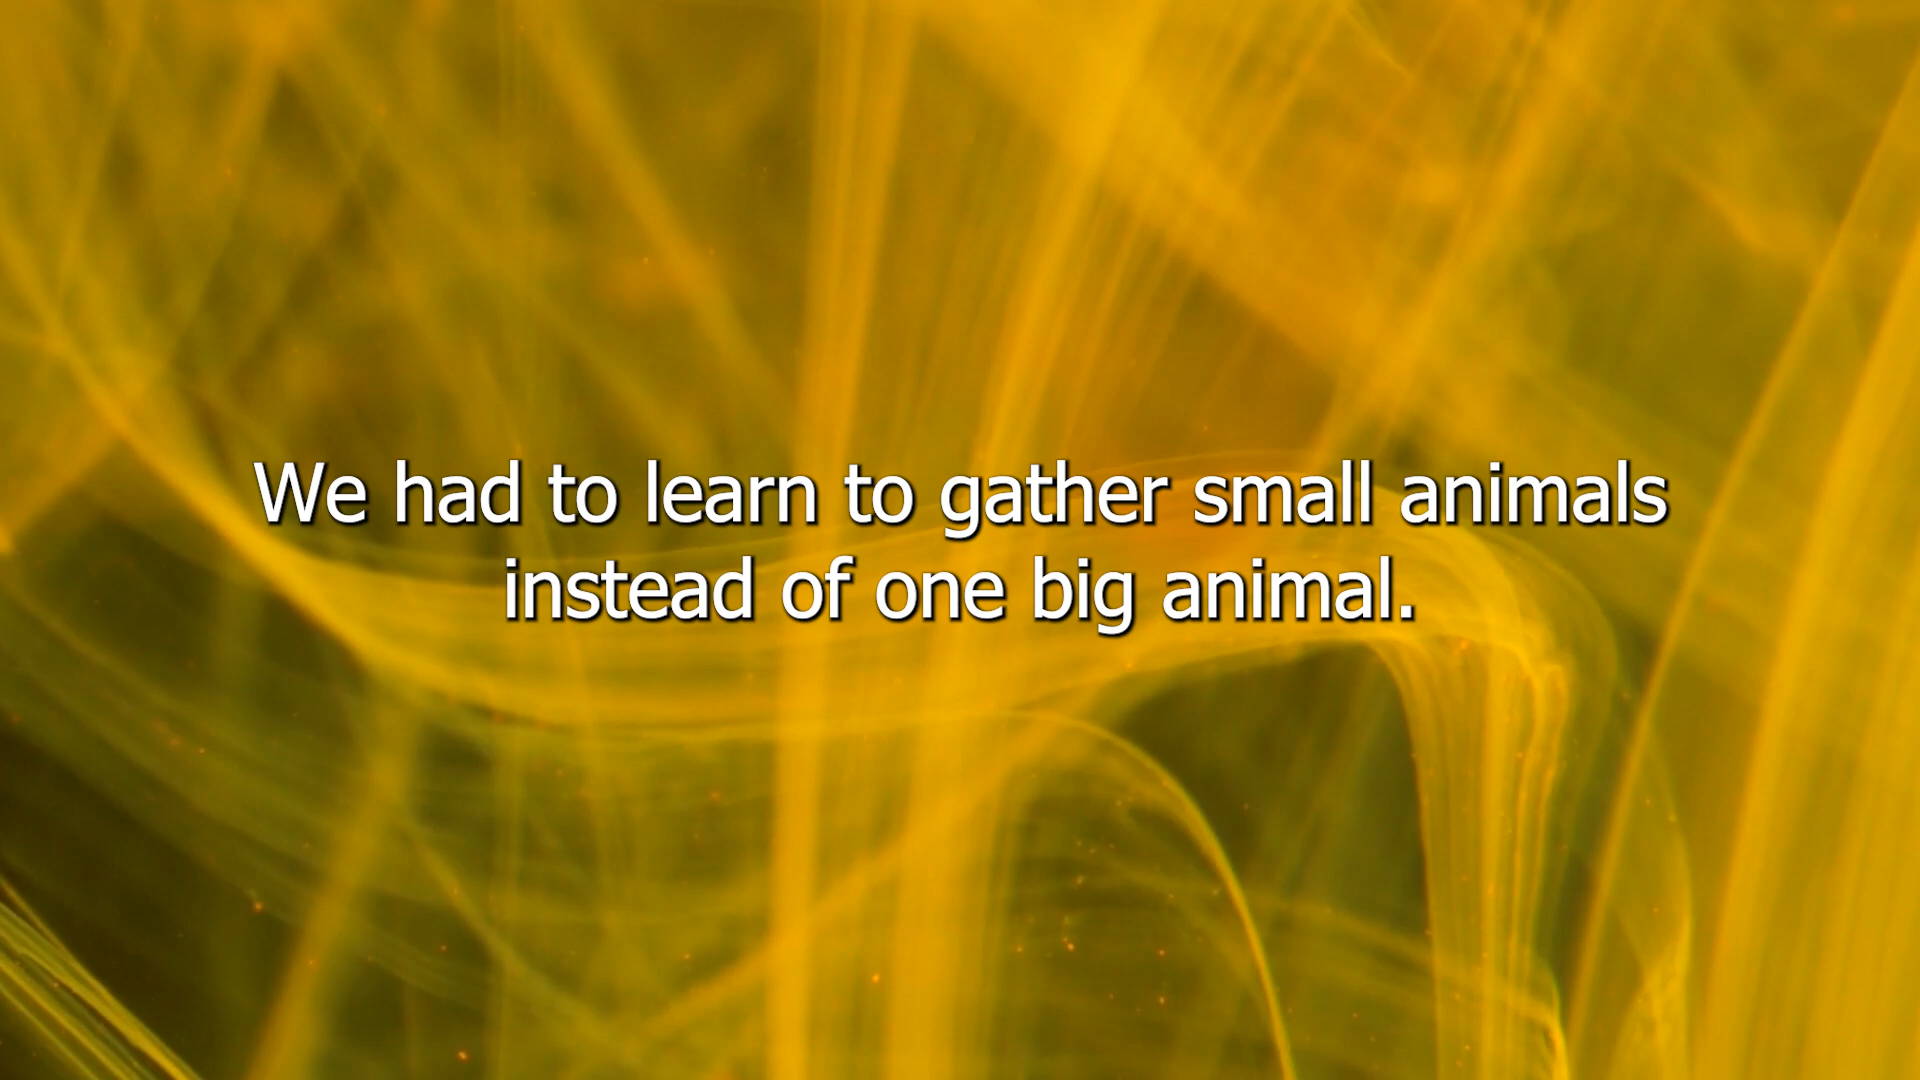 We had to learn to gather small animals
instead of one big animal.